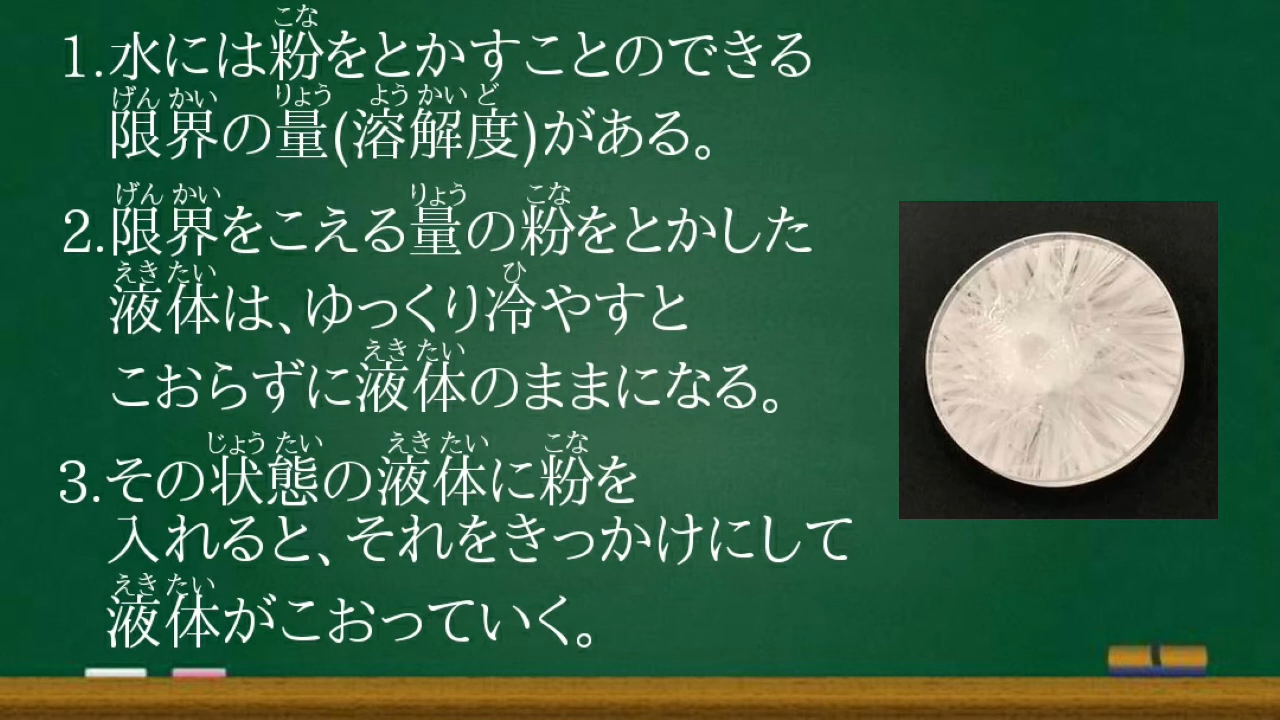 1.水には粉をとかすことのできる
限界の量(溶解度)がある。
2.限界をこえる量の粉をとかした
液体は、ゆっくり冷やすと
こおらずに液体のままになる。
3.その状態の液体に粉を
入れると、それをきっかけにして
液体がこおっていく。